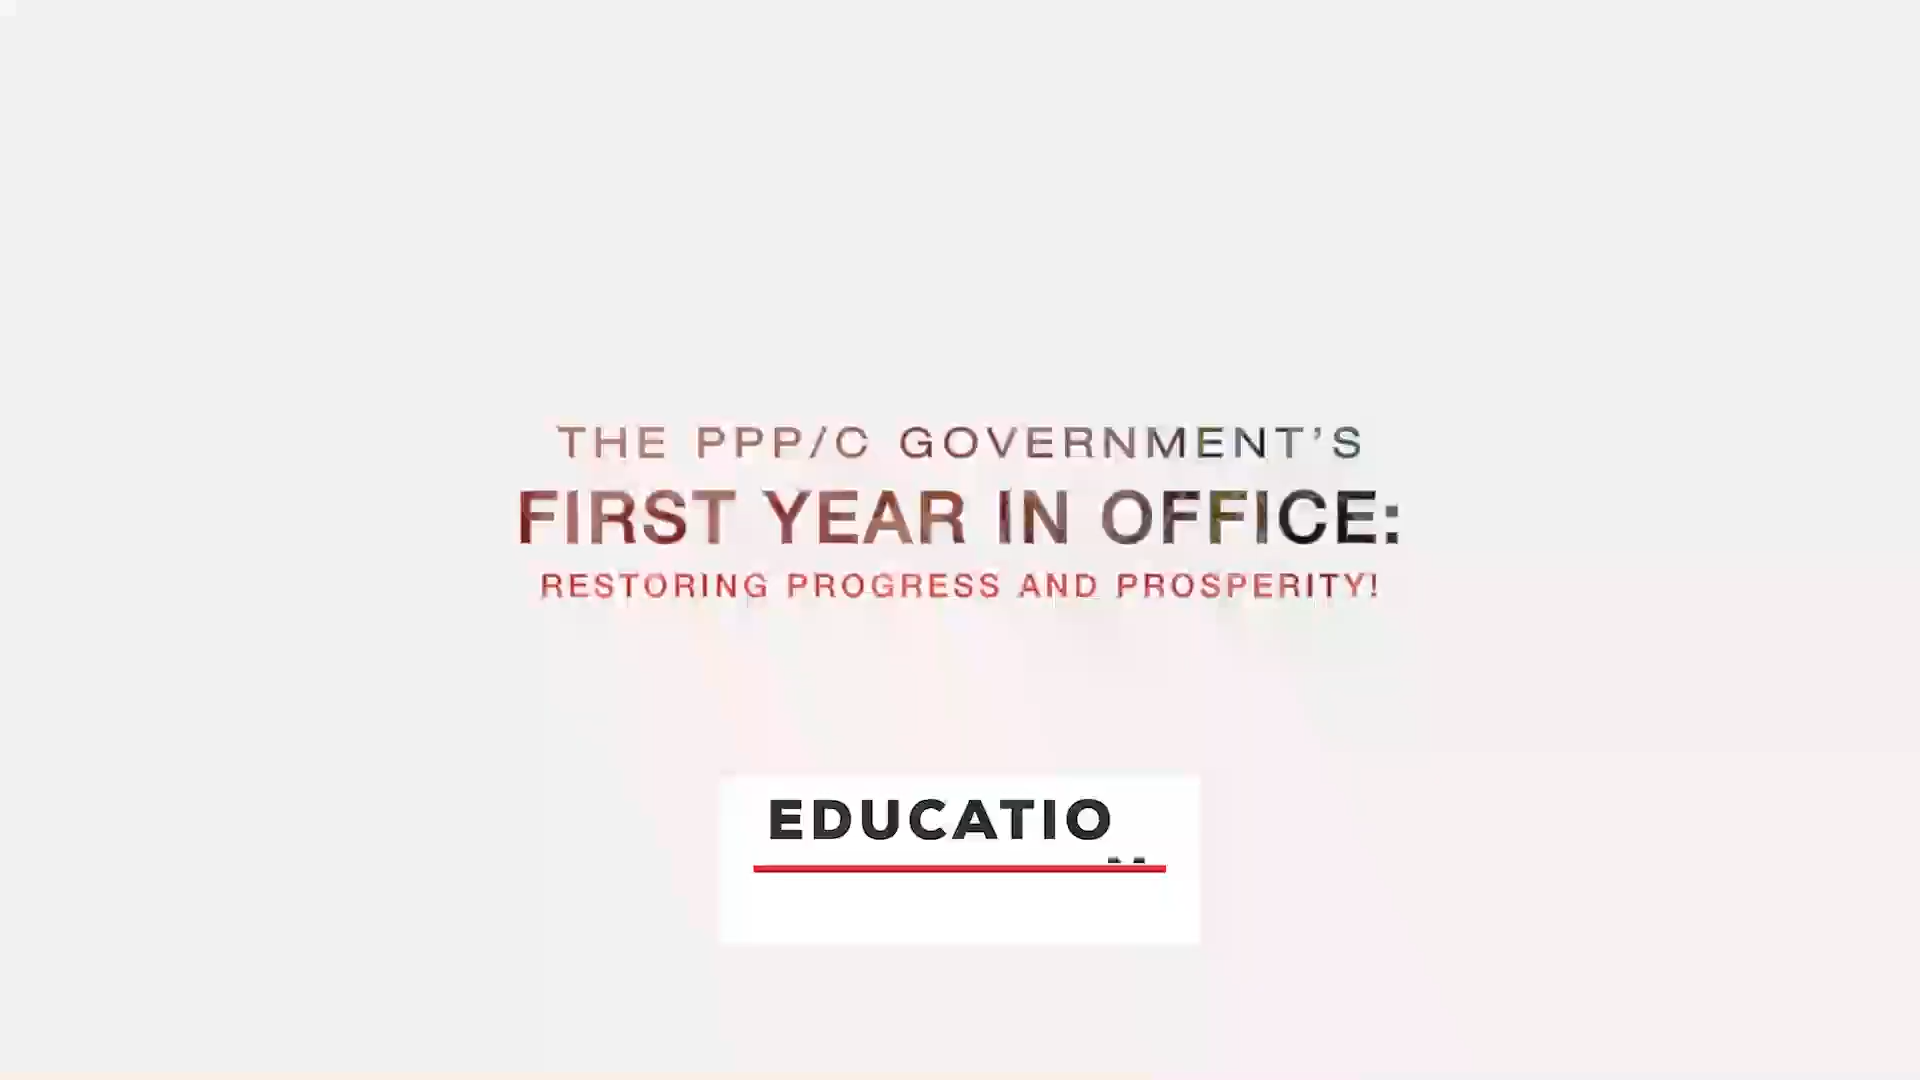 THE PPP/C GOVERNMENT’S
FIRST YEAR IN OFFICE:
RESTORING PROGRESS AND PROSPERITY!
EDUCATIO